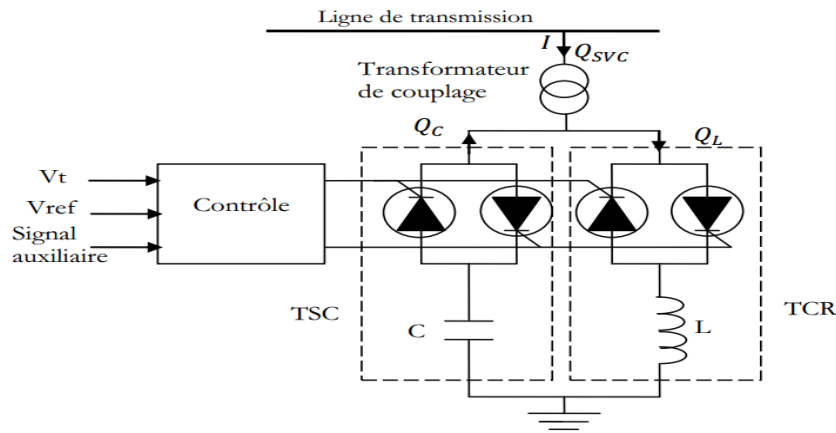 Ligne de transmission
I
Q_SVC
Transformateur
de couplage
Q_C
Q_L
Vt
Vref
Signal
auxiliaire
Contrôle
TSC
C
L
TCR